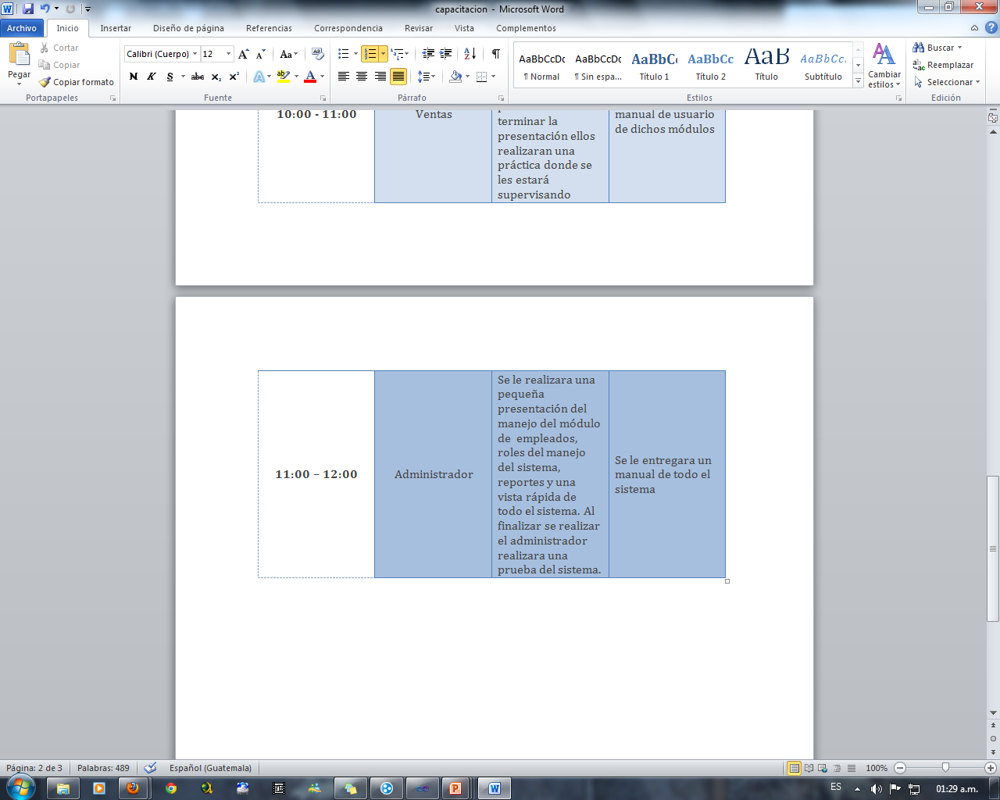 capacitacion - Microsoft Word
Archivo Inicio Insertar Diseño de página Referencias Correspondencia Revisar Vista Complementos
Pegar
Cortar
Copiar
Copiar formato
Portapapeles
Calibri (Cuerpo) 12
N K S abc x₂ x²
Fuente
Párrafo
AaBbCcDc AaBbCcDc AaBbC AaBbCc AaB AaBbCc.
¶ Normal ¶ Sin espa... Título 1 Título 2 Título Subtítulo
Cambiar
estilos
Estilos
Buscar
Reemplazar
Seleccionar
Edición
10:00 - 11:00
Ventas
terminar la
presentación ellos
realizaran una
práctica donde se
les estará
supervisando
manual de usuario
de dichos módulos
11:00 – 12:00
Administrador
Se le realizara una
pequeña
presentación del
manejo del módulo
de  empleados,
roles del manejo
del sistema,
reportes y una
vista rápida de
todo el sistema. Al
finalizar se realizar
el administrador
realizara una
prueba del sistema.
Se le entregara un
manual de todo el
sistema
Página: 2 de 3 Palabras: 489 Español (Guatemala) 100%
ES 01:29 a.m.